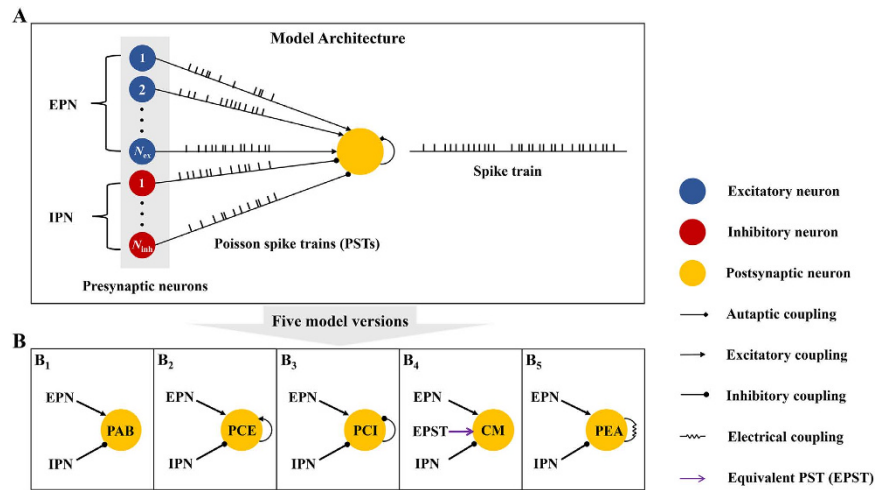 A
Model Architecture
1
EPN
2
Nex
Spike train
1
IPN
Poisson spike trains (PSTs)
Ninh
Presynaptic neurons
Excitatory neuron
Inhibitory neuron
Postsynaptic neuron
Autaptic coupling
Excitatory coupling
Inhibitory coupling
Electrical coupling
Equivalent PST (EPST)
Five model versions
B
B1
EPN
PAB
IPN
B2
EPN
PCE
IPN
B3
EPN
PCI
IPN
B4
EPN
EPST
CM
IPN
B5
EPN
PEA
IPN